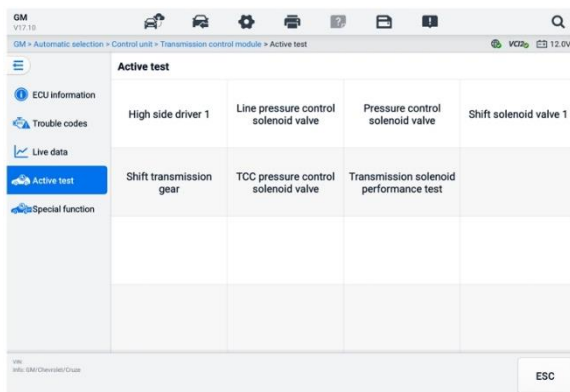 GM
V17.10
GM > Automatic selection > Control unit > Transmission control module > Active test
VCI2
12.0V
Active test
ECU information
Trouble codes
Live data
Active test
Special function
High side driver 1
Line pressure control
solenoid valve
Pressure control
solenoid valve
Shift solenoid valve 1
Shift transmission
gear
TCC pressure control
solenoid valve
Transmission solenoid
performance test
VIN:
Info: GM/Chevrolet/Cruze
ESC